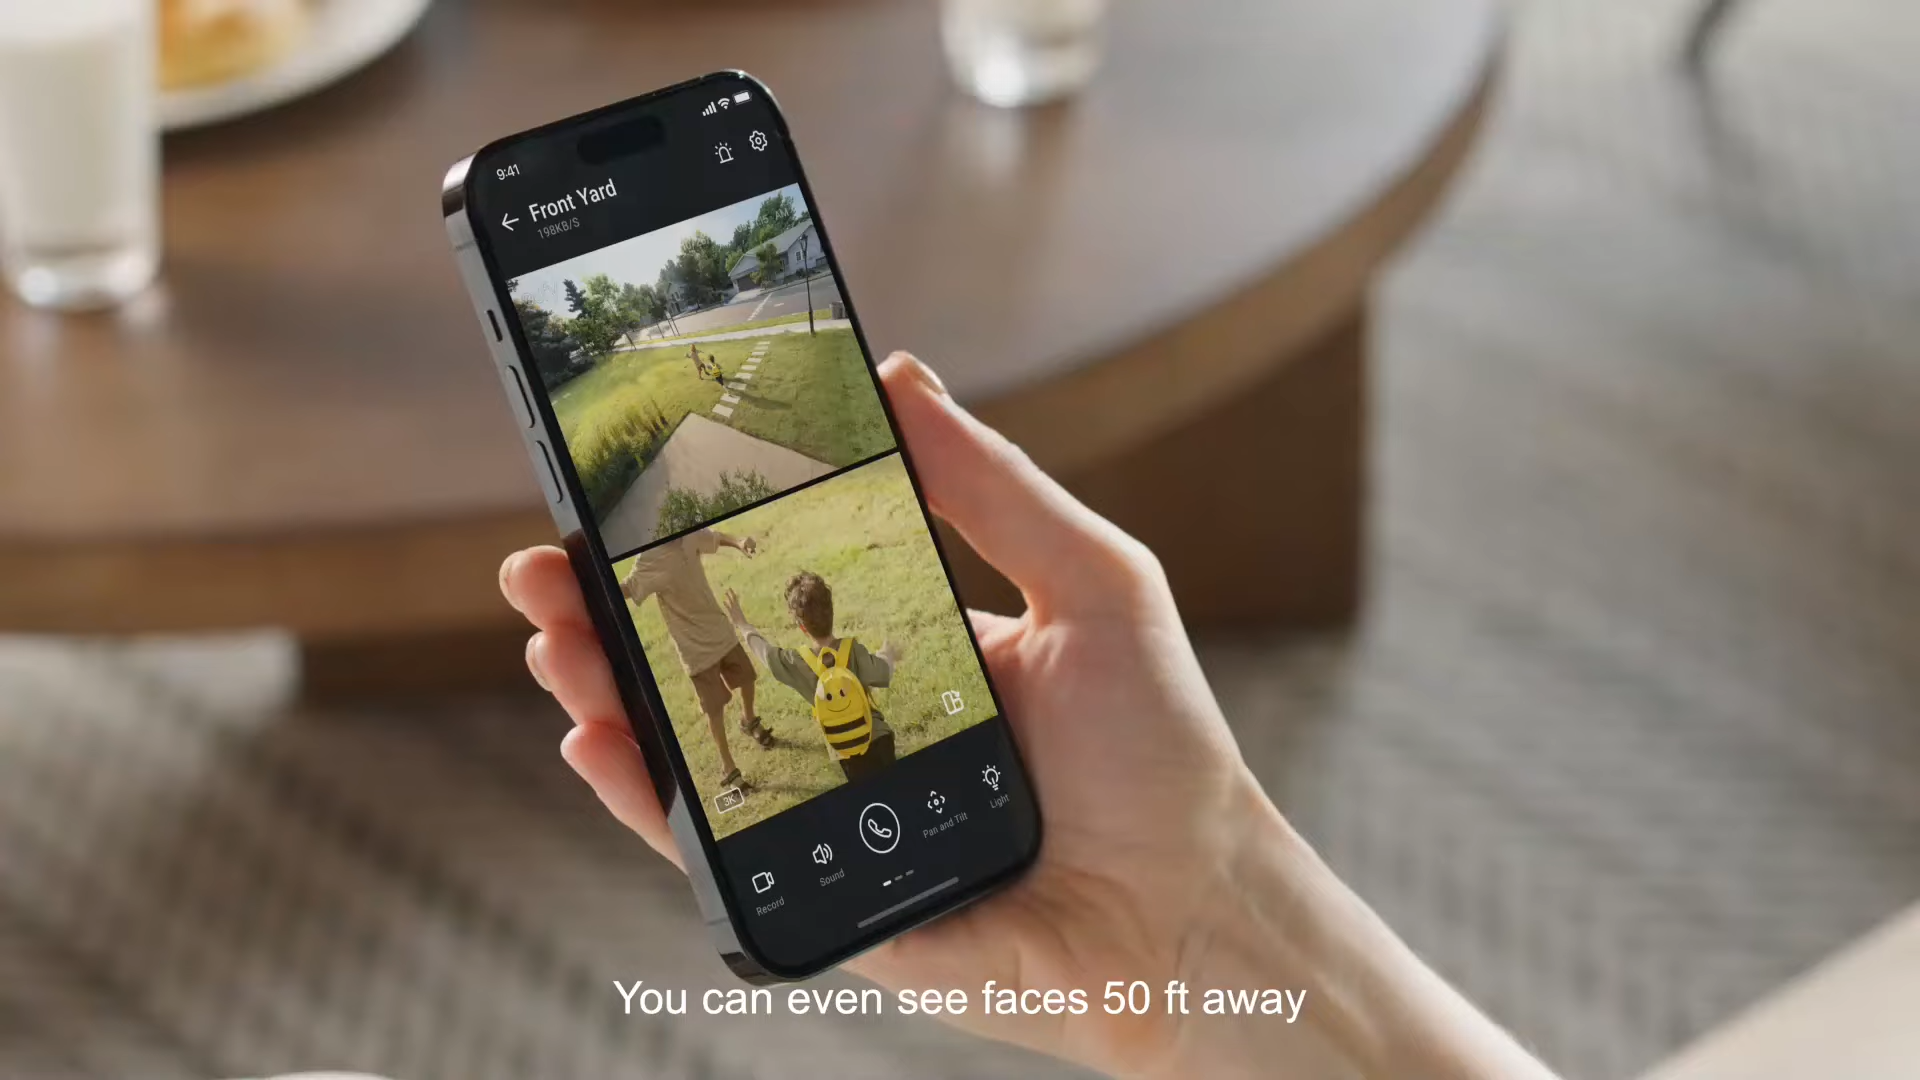 9:41
Front Yard
198KB/S
3K
Record
Sound
Pan and Tilt
Light
You can even see faces 50 ft away